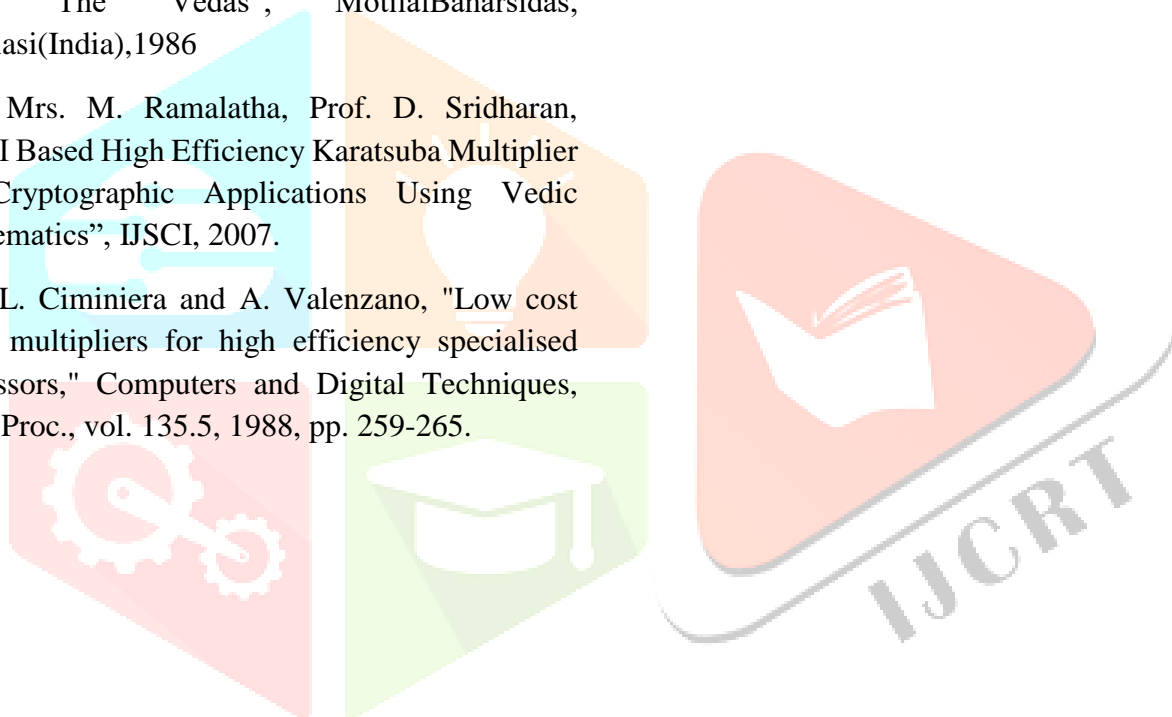 The Vedas", MotilalBanarsidas,
asi(India),1986
Mrs. M. Ramalatha, Prof. D. Sridharan,
I Based High Efficiency Karatsuba Multiplier
Cryptographic Applications Using Vedic
ematics”, IJSCI, 2007.
L. Ciminiera and A. Valenzano, "Low cost
multipliers for high efficiency specialised
ssors," Computers and Digital Techniques,
Proc., vol. 135.5, 1988, pp. 259-265.
IJCRT